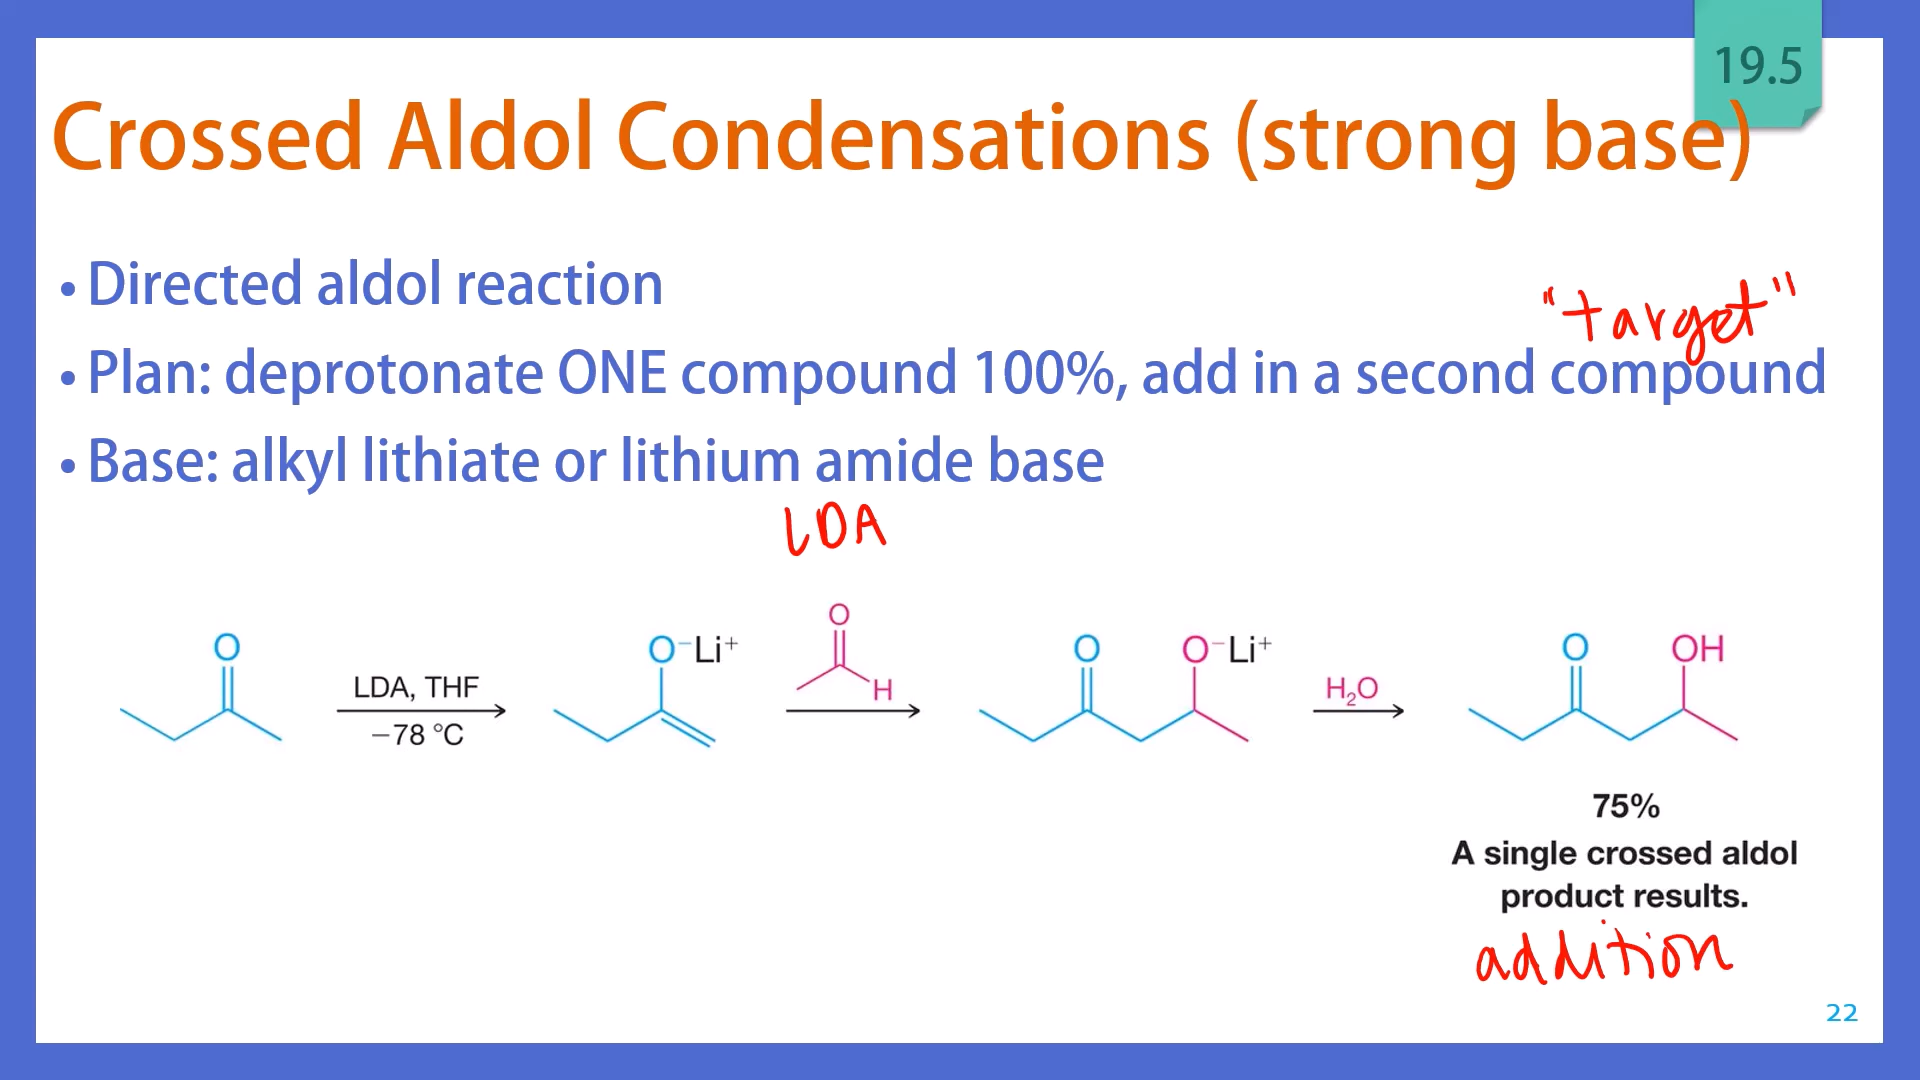 19.5
Crossed Aldol Condensations (strong base)
• Directed aldol reaction
"target"
• Plan: deprotonate ONE compound 100%, add in a second compound
• Base: alkyl lithiate or lithium amide base
LDA
O
LDA, THF
−78 °C
O⁻Li⁺
O
H
O
O⁻Li⁺
H₂O
O
OH
75%
A single crossed aldol
product results.
addition
22